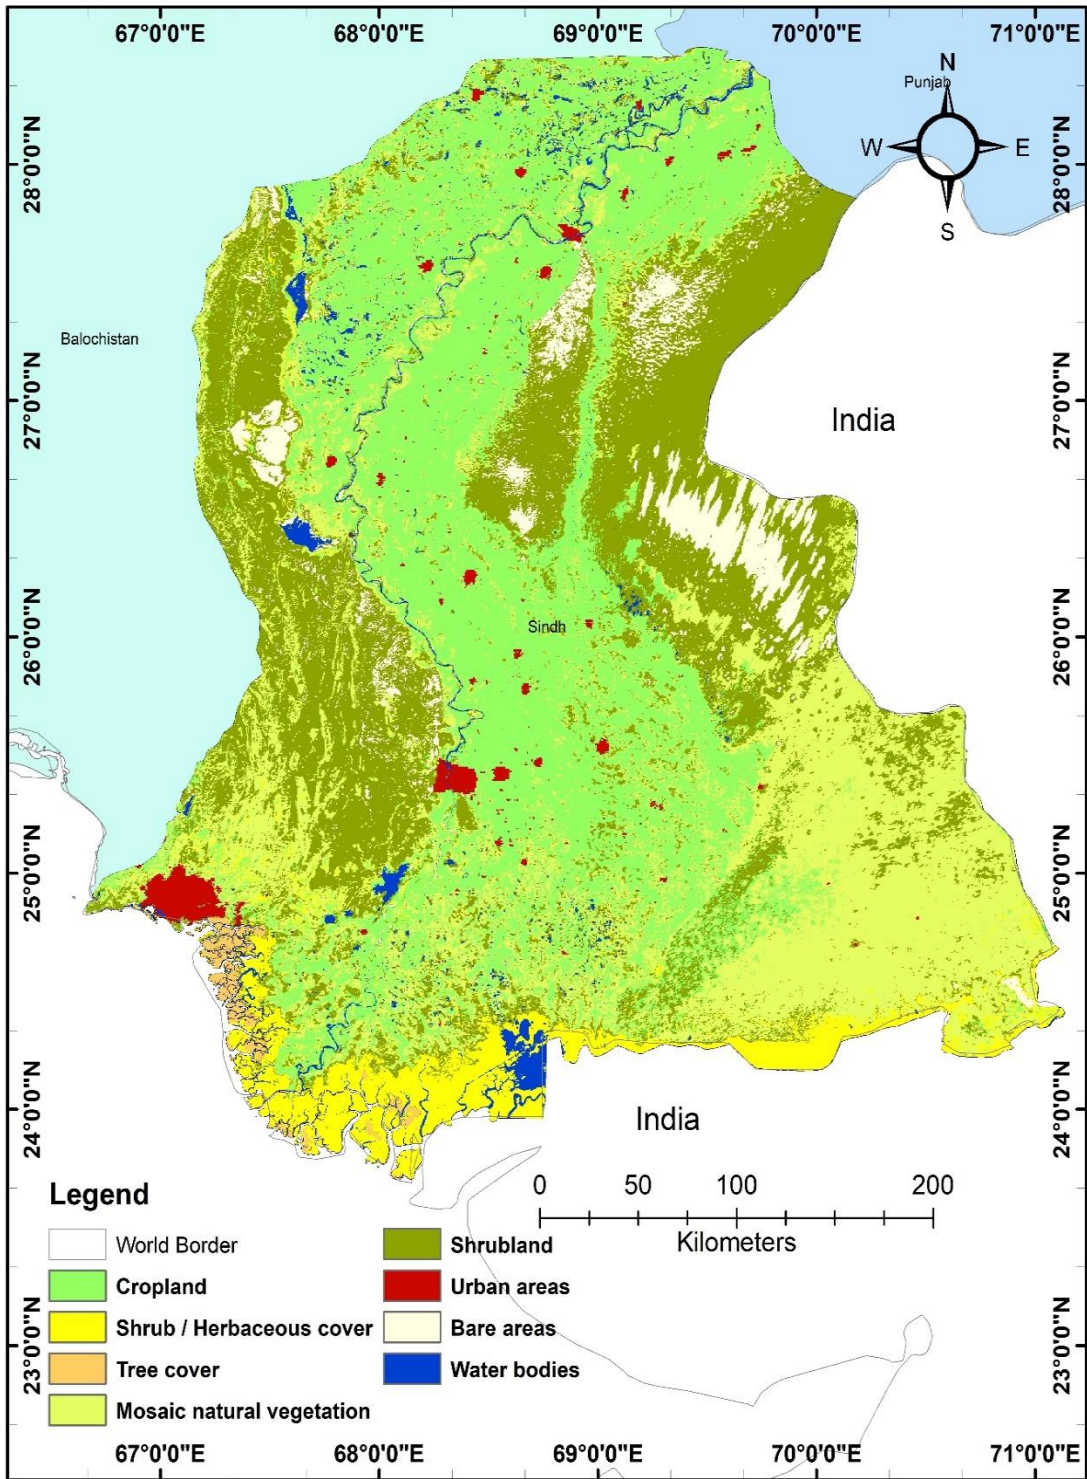 67°0'0"E 68°0'0"E 69°0'0"E 70°0'0"E 71°0'0"E
N
Punjab
W E
S
28°0'0"N 28°0'0"N
Balochistan
27°0'0"N 27°0'0"N
India
26°0'0"N 26°0'0"N
Sindh
25°0'0"N 25°0'0"N
24°0'0"N 24°0'0"N
India
Legend
0 50 100 200
Kilometers
World Border
Cropland
Shrub / Herbaceous cover
Tree cover
Mosaic natural vegetation
Shrubland
Urban areas
Bare areas
Water bodies
23°0'0"N 23°0'0"N
67°0'0"E 68°0'0"E 69°0'0"E 70°0'0"E 71°0'0"E